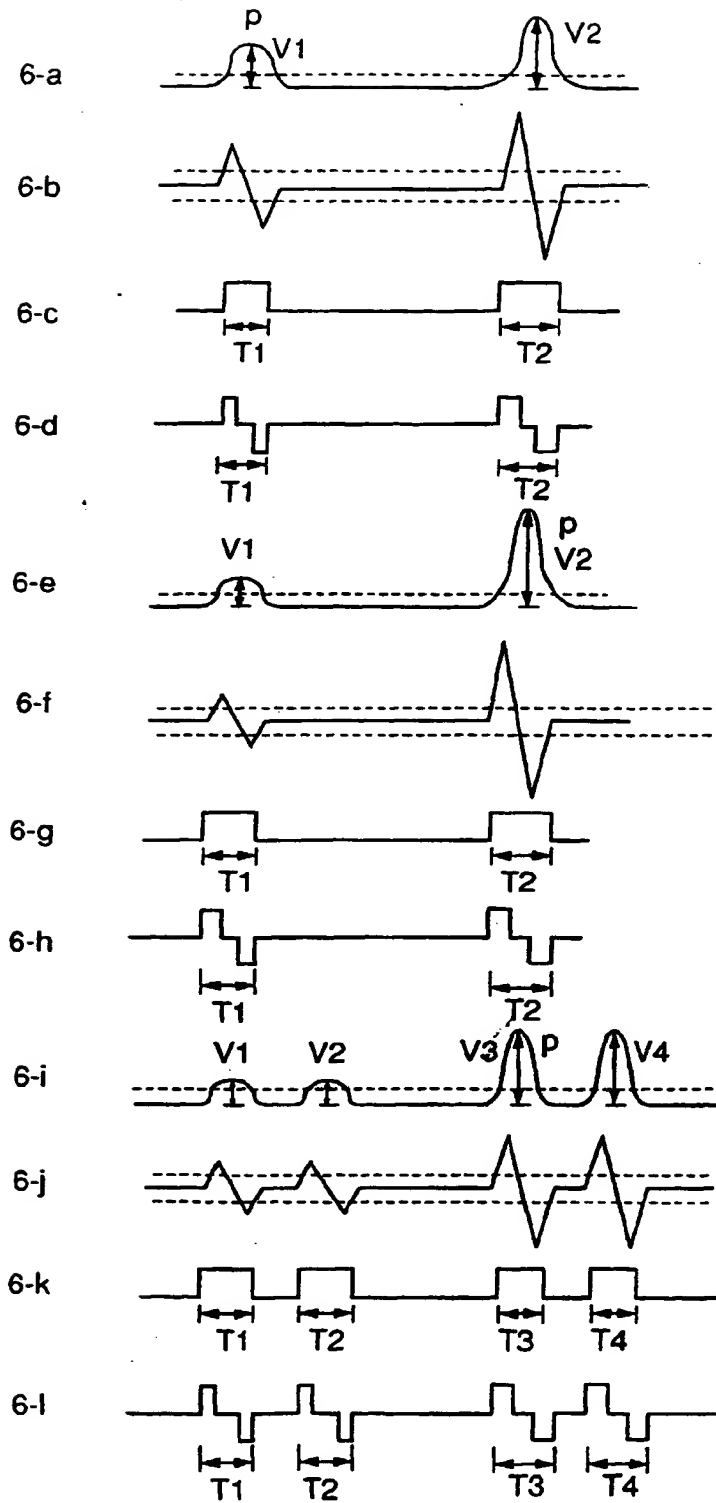 6-a p V1 V2
6-b
6-c
T1 T2
6-d
T1 T2
6-e V1 p V2
6-f
6-g
T1 T2
6-h
T1 T2
6-i V1 V2 V3 p V4
6-j
6-k
T1 T2 T3 T4
6-l
T1 T2 T3 T4